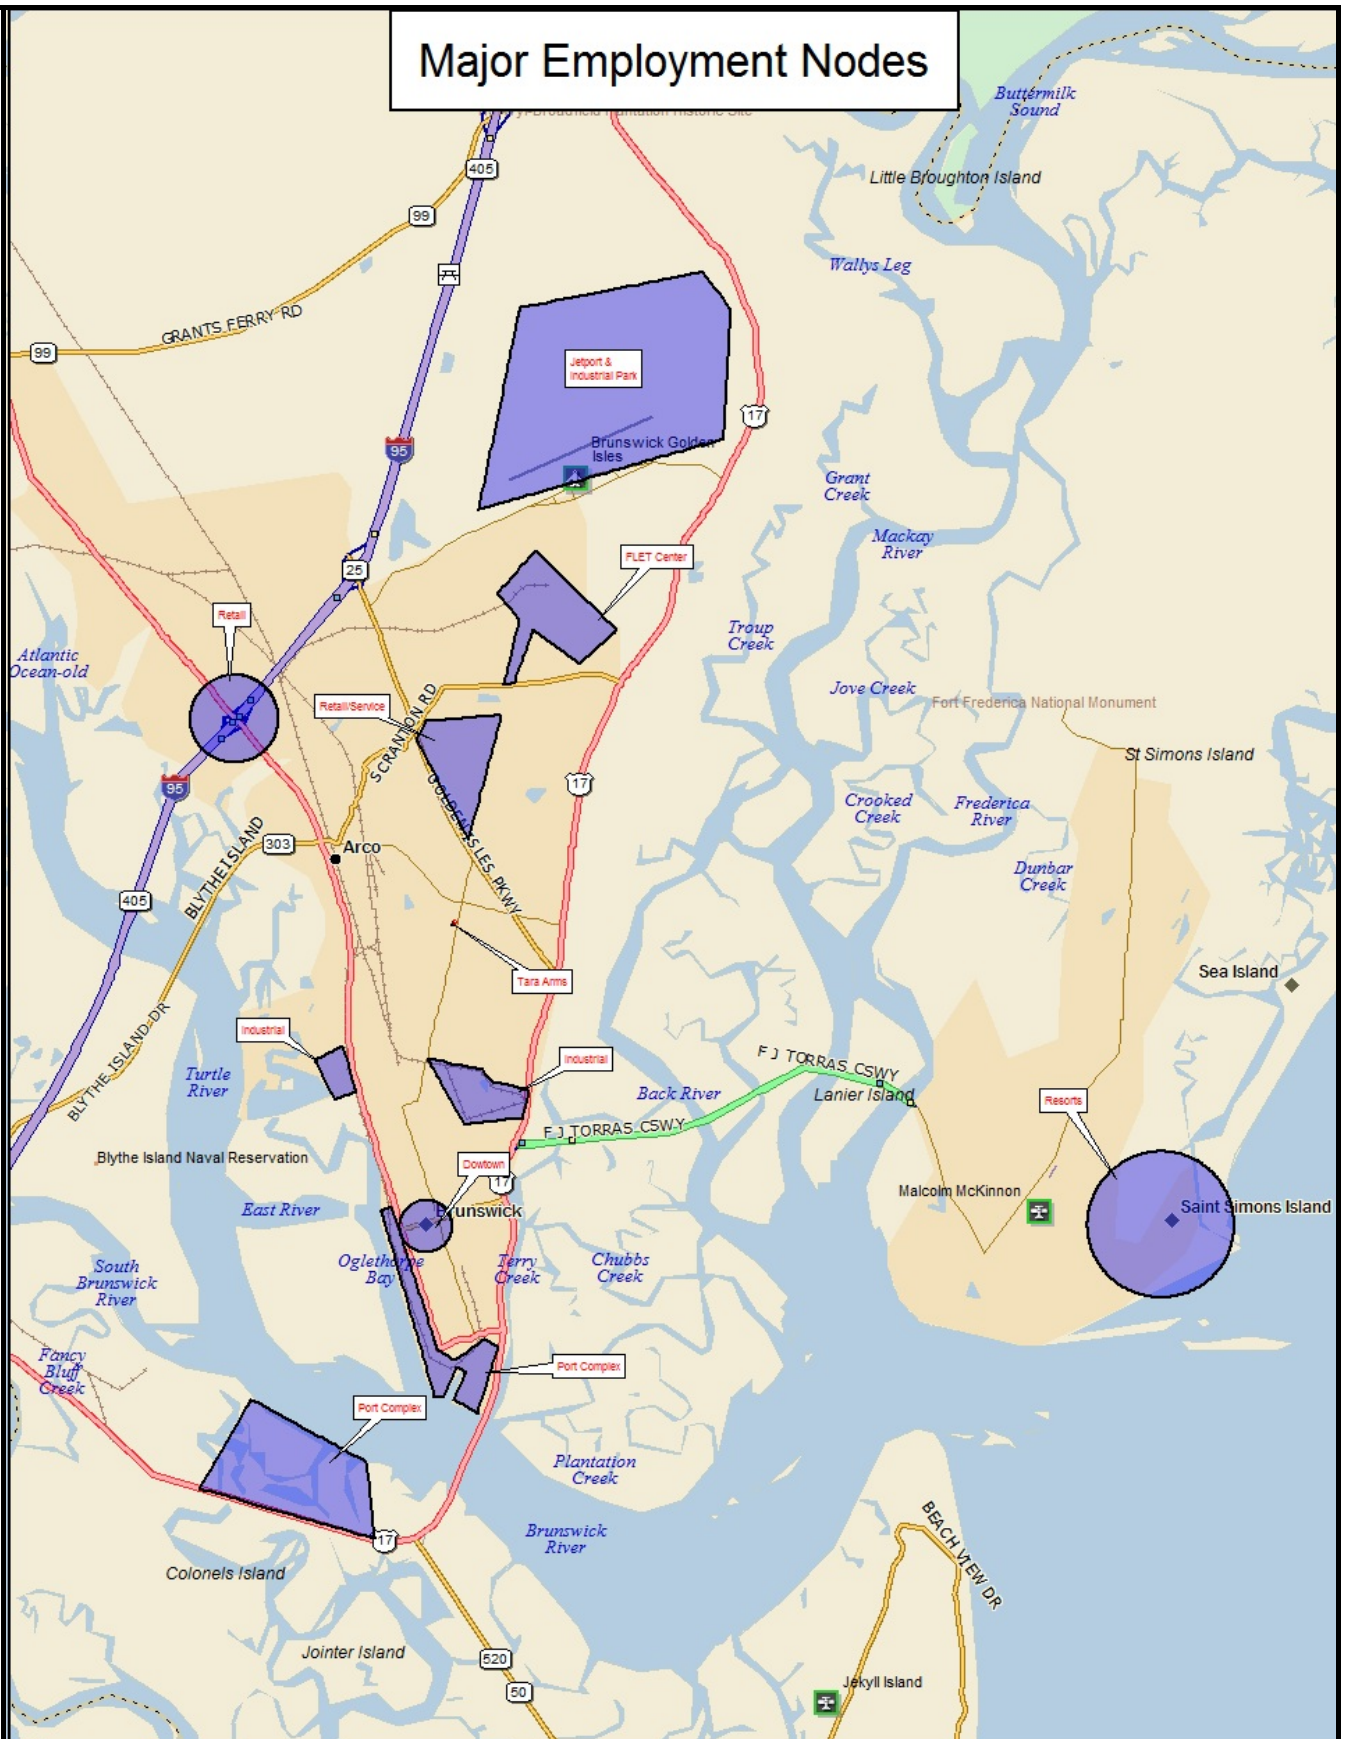 Major Employment Nodes
Buttermilk
Sound
405
Little Broughton Island
99
Wallys Leg
GRANTS FERRY RD
99
Jetport &
Industrial Park
17
95
Brunswick Golden
Isles
Grant
Creek
Mackay
River
FLET Center
25
Retail
Troup
Creek
Atlantic
Ocean-old
Jove Creek
Fort Frederica National Monument
Retail/Service
SCRANTON RD
St Simons Island
95
17
Crooked
Creek
Frederica
River
GOLDEN ISLES PKWY
BLYTHE ISLAND
303
Arco
Dunbar
Creek
405
Sea Island
Tara Arms
BLYTHE ISLAND DR
Industrial
Industrial
F J TORRAS CSWY
Turtle
River
Back River
Lanier Island
Resorts
F J TORRAS CSWY
Blythe Island Naval Reservation
Dowtown
17
Malcolm McKinnon
East River
Brunswick
Saint Simons Island
Oglethorpe
Bay
Terry
Creek
Chubbs
Creek
South
Brunswick
River
Fancy
Bluff
Creek
Port Complex
Port Complex
Plantation
Creek
Brunswick
River
17
BEACH VIEW DR
Colonels Island
Jointer Island
520
50
Jekyll Island